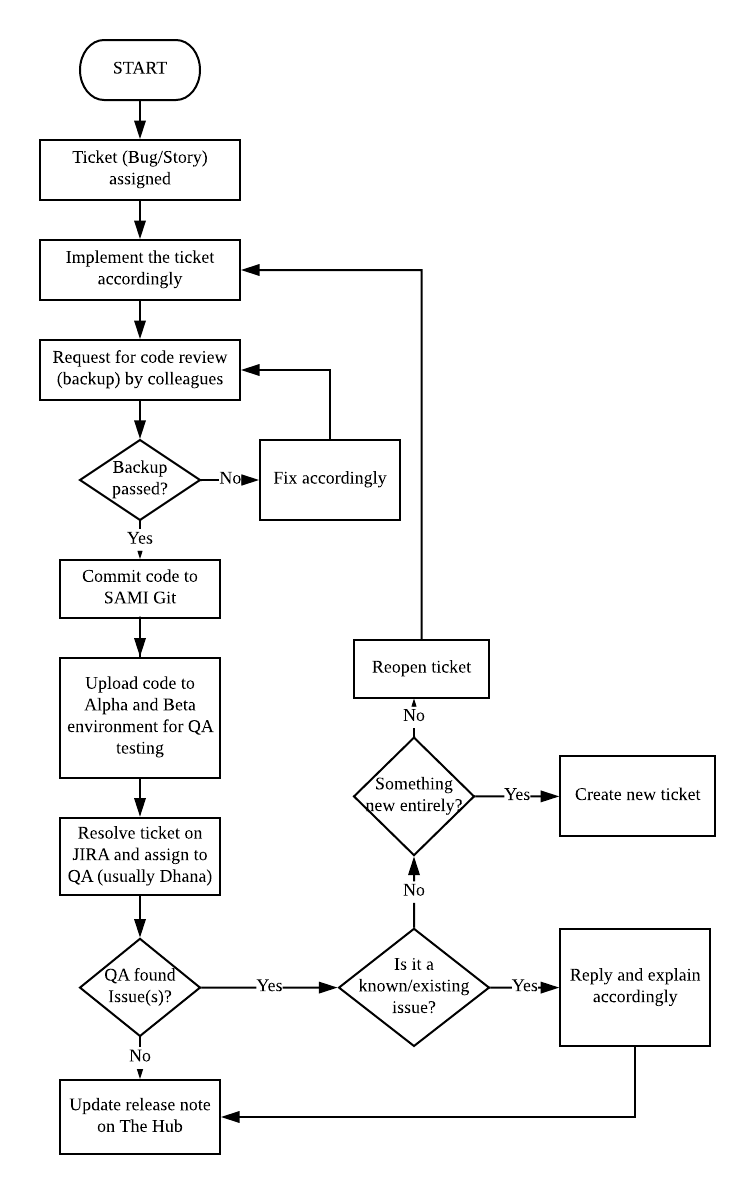 START
Ticket (Bug/Story)
assigned
Implement the ticket
accordingly
Request for code review
(backup) by colleagues
Backup
passed?
No
Fix accordingly
Yes
Commit code to
SAMI Git
Upload code to
Alpha and Beta
environment for QA
testing
Reopen ticket
No
Something
new entirely?
Yes
Create new ticket
Resolve ticket on
JIRA and assign to
QA (usually Dhana)
No
QA found
Issue(s)?
Yes
Is it a
known/existing
issue?
Yes
Reply and explain
accordingly
No
Update release note
on The Hub